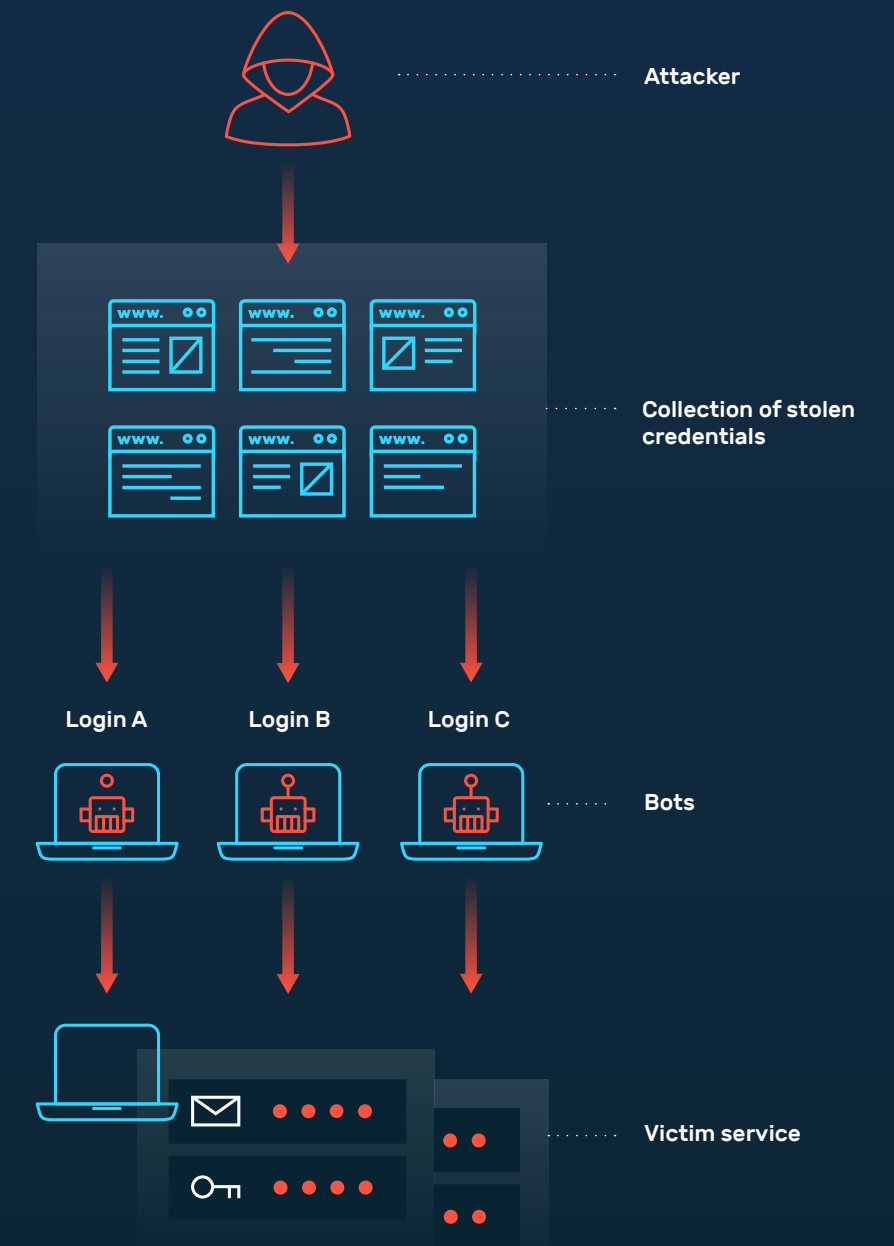 Attacker
www.
www.
www.
Collection of stolen
credentials
www.
www.
www.
Login A
Login B
Login C
Bots
Victim service